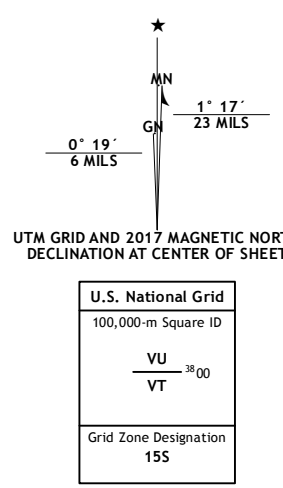 MN
GN
1° 17´
23 MILS
0° 19´
6 MILS
UTM GRID AND 2017 MAGNETIC NORT
DECLINATION AT CENTER OF SHEET
U.S. National Grid
100,000-m Square ID
VU
3800
VT
Grid Zone Designation
15S